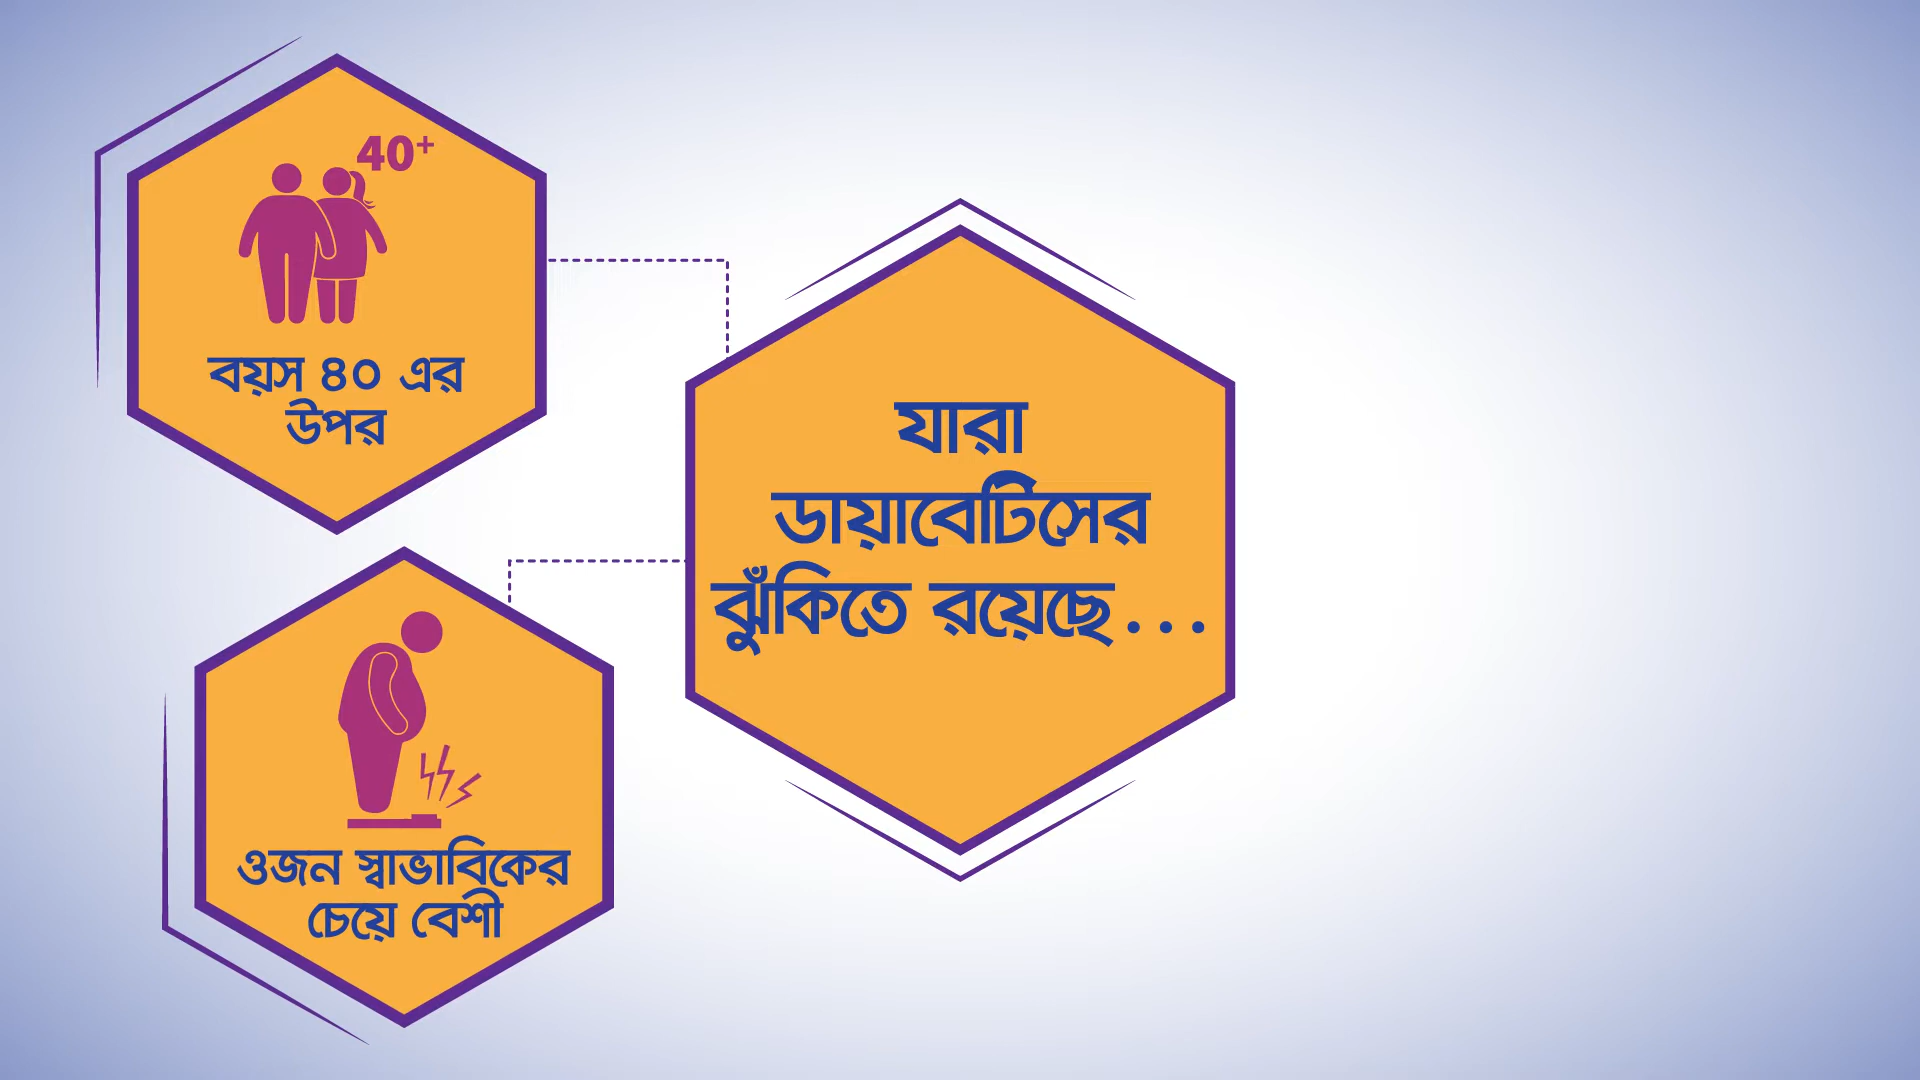 40+
বয়স ৪০ এর
উপর
যারা
ডায়াবেটিসের
ঝুঁকিতে রয়েছে...
ওজন স্বাভাবিকের
চেয়ে বেশী